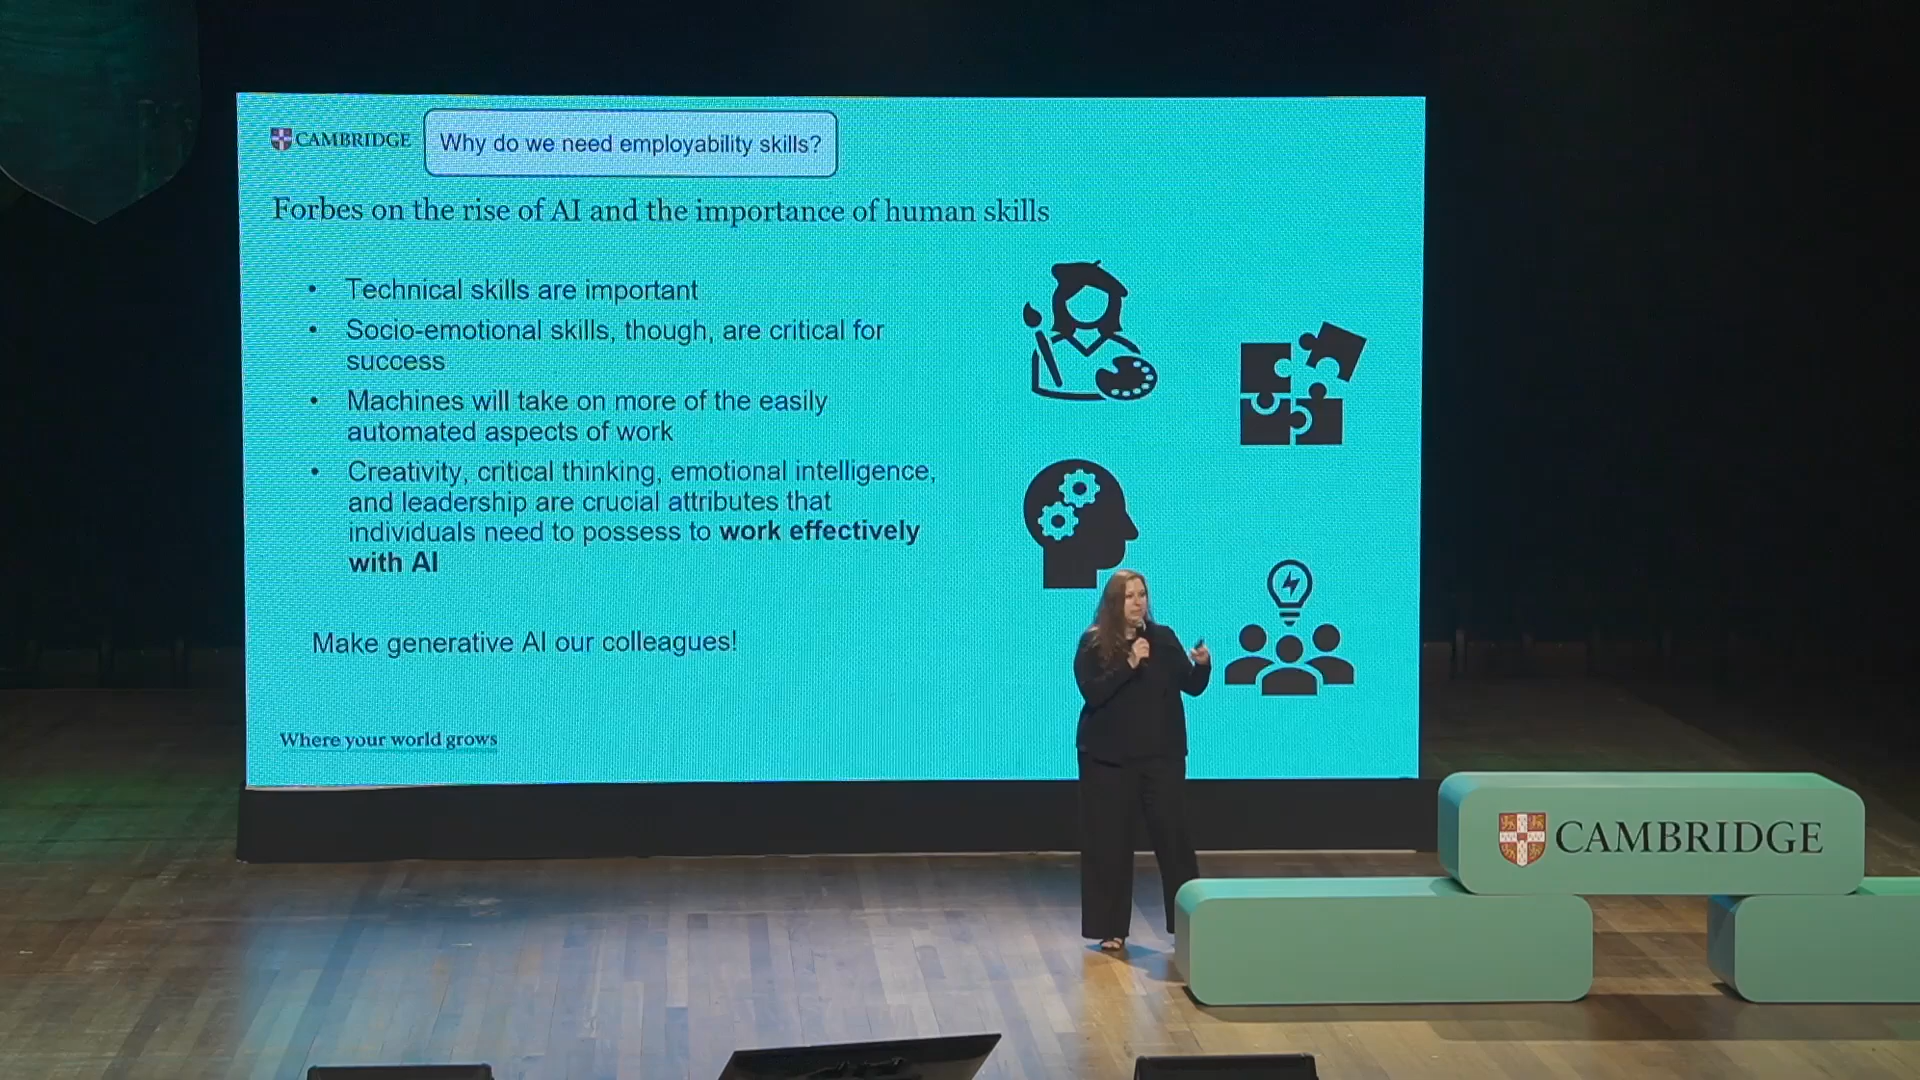 CAMBRIDGE
Why do we need employability skills?
Forbes on the rise of AI and the importance of human skills
• Technical skills are important
• Socio-emotional skills, though, are critical for
success
• Machines will take on more of the easily
automated aspects of work
• Creativity, critical thinking, emotional intelligence,
and leadership are crucial attributes that
individuals need to possess to work effectively
with AI
Make generative AI our colleagues!
Where your world grows
CAMBRIDGE